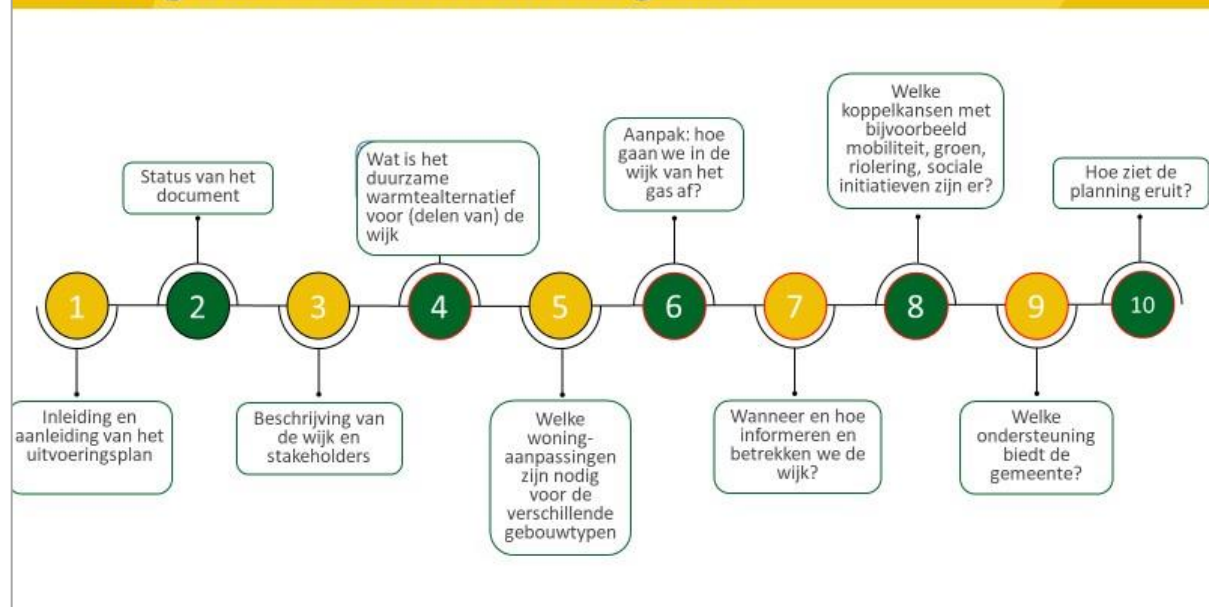 1
Inleiding en
aanleiding van het
uitvoeringsplan
2
Status van het
document
3
Beschrijving van
de wijk en
stakeholders
4
Wat is het
duurzame
warmtealternatief
voor (delen van) de
wijk
5
Welke
woning-
aanpassingen
zijn nodig
voor de
verschillende
gebouwtypen
6
Aanpak: hoe
gaan we in de
wijk van het
gas af?
7
Wanneer en hoe
informeren en
betrekken we de
wijk?
8
Welke
koppelkansen met
bijvoorbeeld
mobiliteit, groen,
riolering, sociale
initiatieven zijn er?
9
Welke
ondersteuning
biedt de
gemeente?
10
Hoe ziet de
planning eruit?